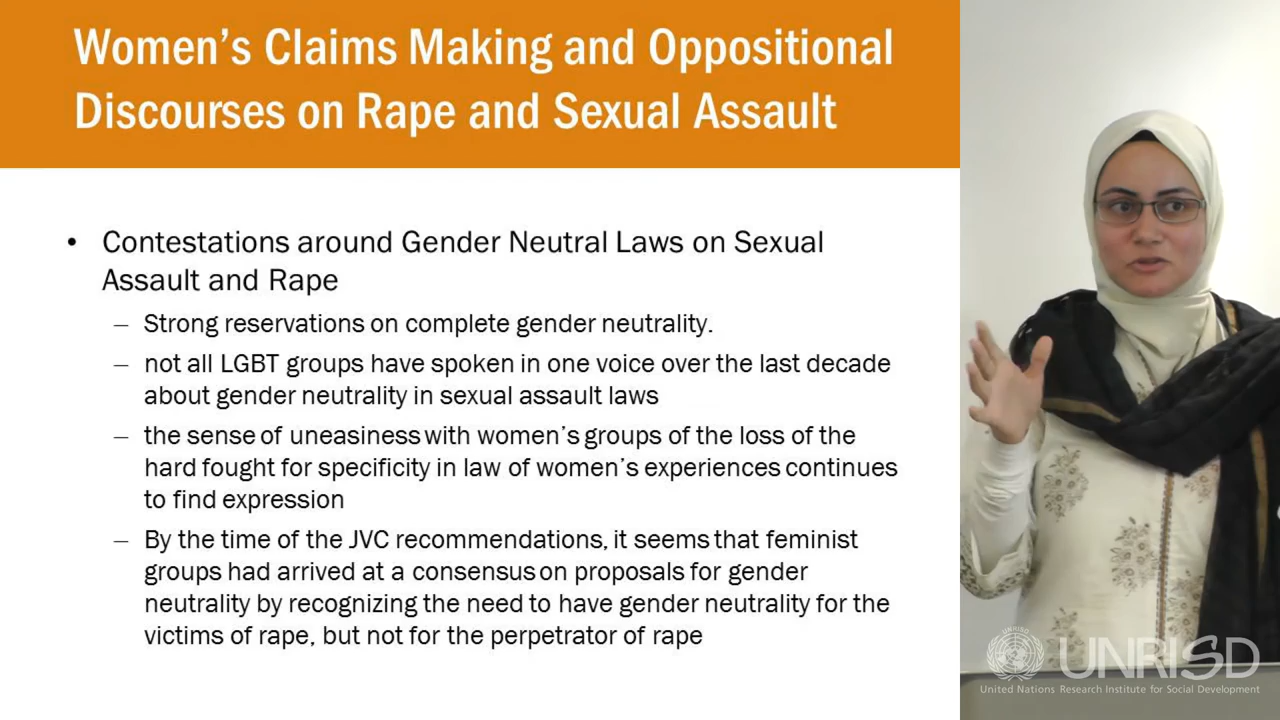 Women's Claims Making and Oppositional
Discourses on Rape and Sexual Assault
• Contestations around Gender Neutral Laws on Sexual
Assault and Rape
– Strong reservations on complete gender neutrality.
– not all LGBT groups have spoken in one voice over the last decade
about gender neutrality in sexual assault laws
– the sense of uneasiness with women's groups of the loss of the
hard fought for specificity in law of women's experiences continues
to find expression
– By the time of the JVC recommendations, it seems that feminist
groups had arrived at a consensus on proposals for gender
neutrality by recognizing the need to have gender neutrality for the
victims of rape, but not for the perpetrator of rape
UNRISD
UNRISD
United Nations Research Institute for Social Development